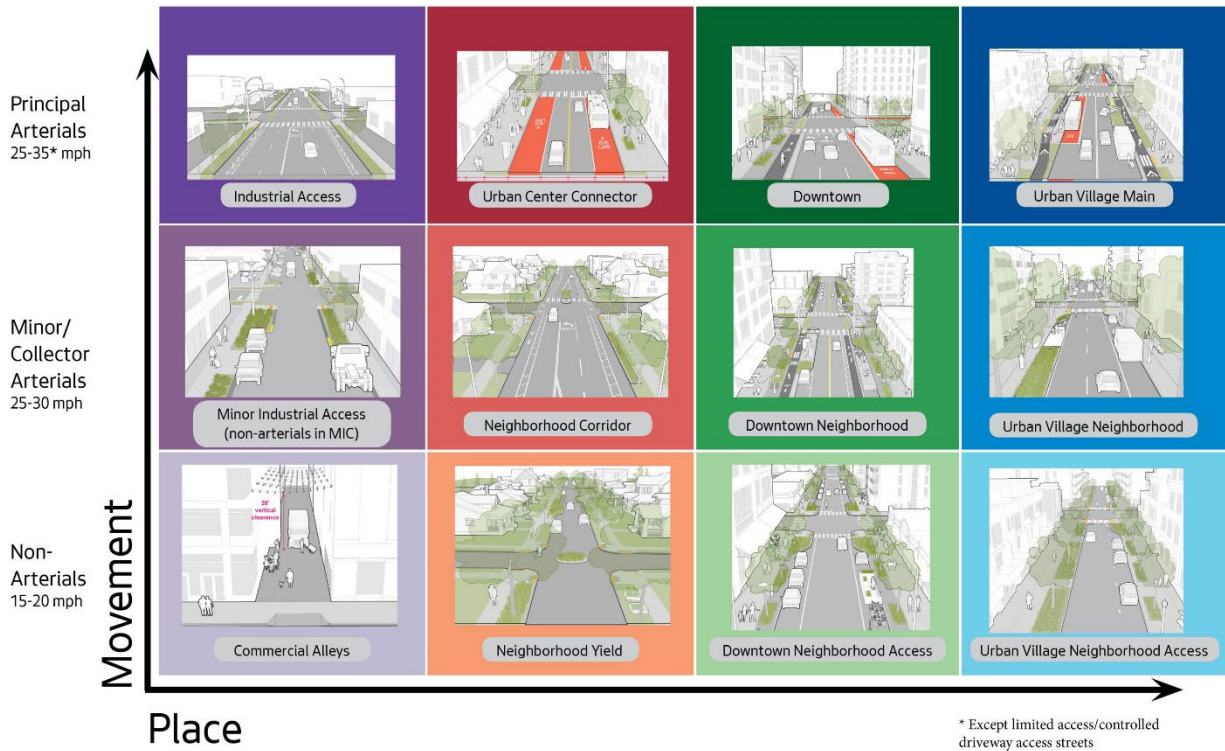 Principal
Arterials
25-35* mph
Industrial Access
Urban Center Connector
Downtown
Urban Village Main
Minor/
Collector
Arterials
25-30 mph
Minor Industrial Access
(non-arterials in MIC)
Neighborhood Corridor
Downtown Neighborhood
Urban Village Neighborhood
Non-
Arterials
15-20 mph
26'
vertical
clearance
Commercial Alleys
Neighborhood Yield
Downtown Neighborhood Access
Urban Village Neighborhood Access
Movement
Place
* Except limited access/controlled
driveway access streets